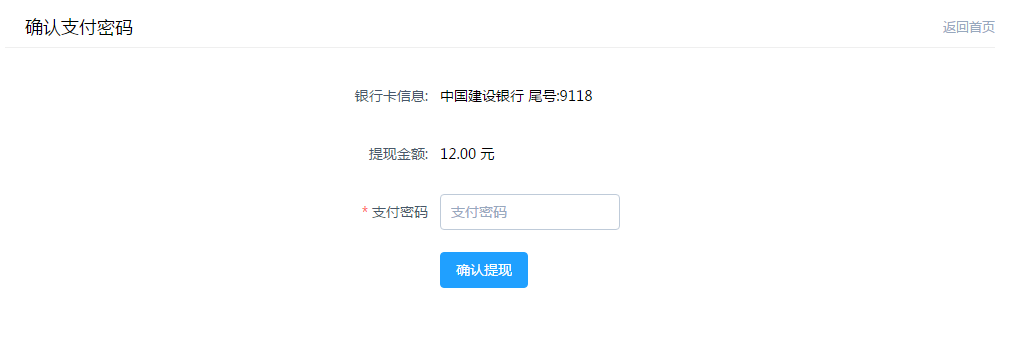 确认支付密码
返回首页
银行卡信息: 中国建设银行 尾号:9118
提现金额: 12.00 元
* 支付密码 支付密码
确认提现